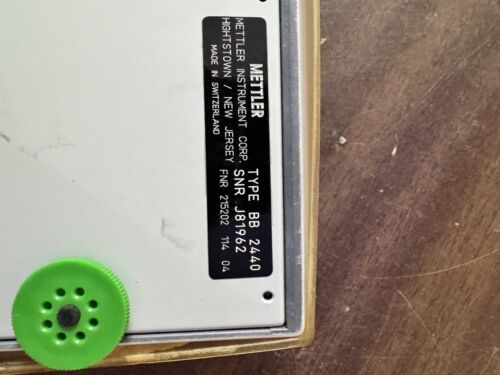 METTLER
METTLER INSTRUMENT CORP.
HIGHTSTOWN / NEW JERSEY
MADE IN SWITZERLAND
TYPE BB 2440
SNR J81962
FNR 215202 114 04